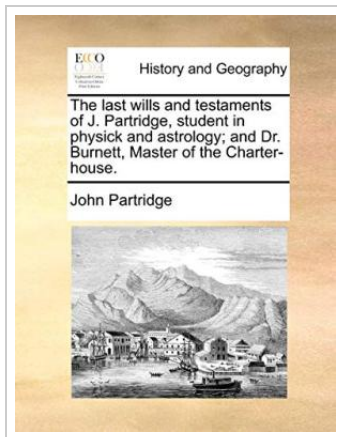 ECCO
History and Geography
The last wills and testaments
of J. Partridge, student in
physick and astrology; and Dr.
Burnett, Master of the Charter-
house.
John Partridge